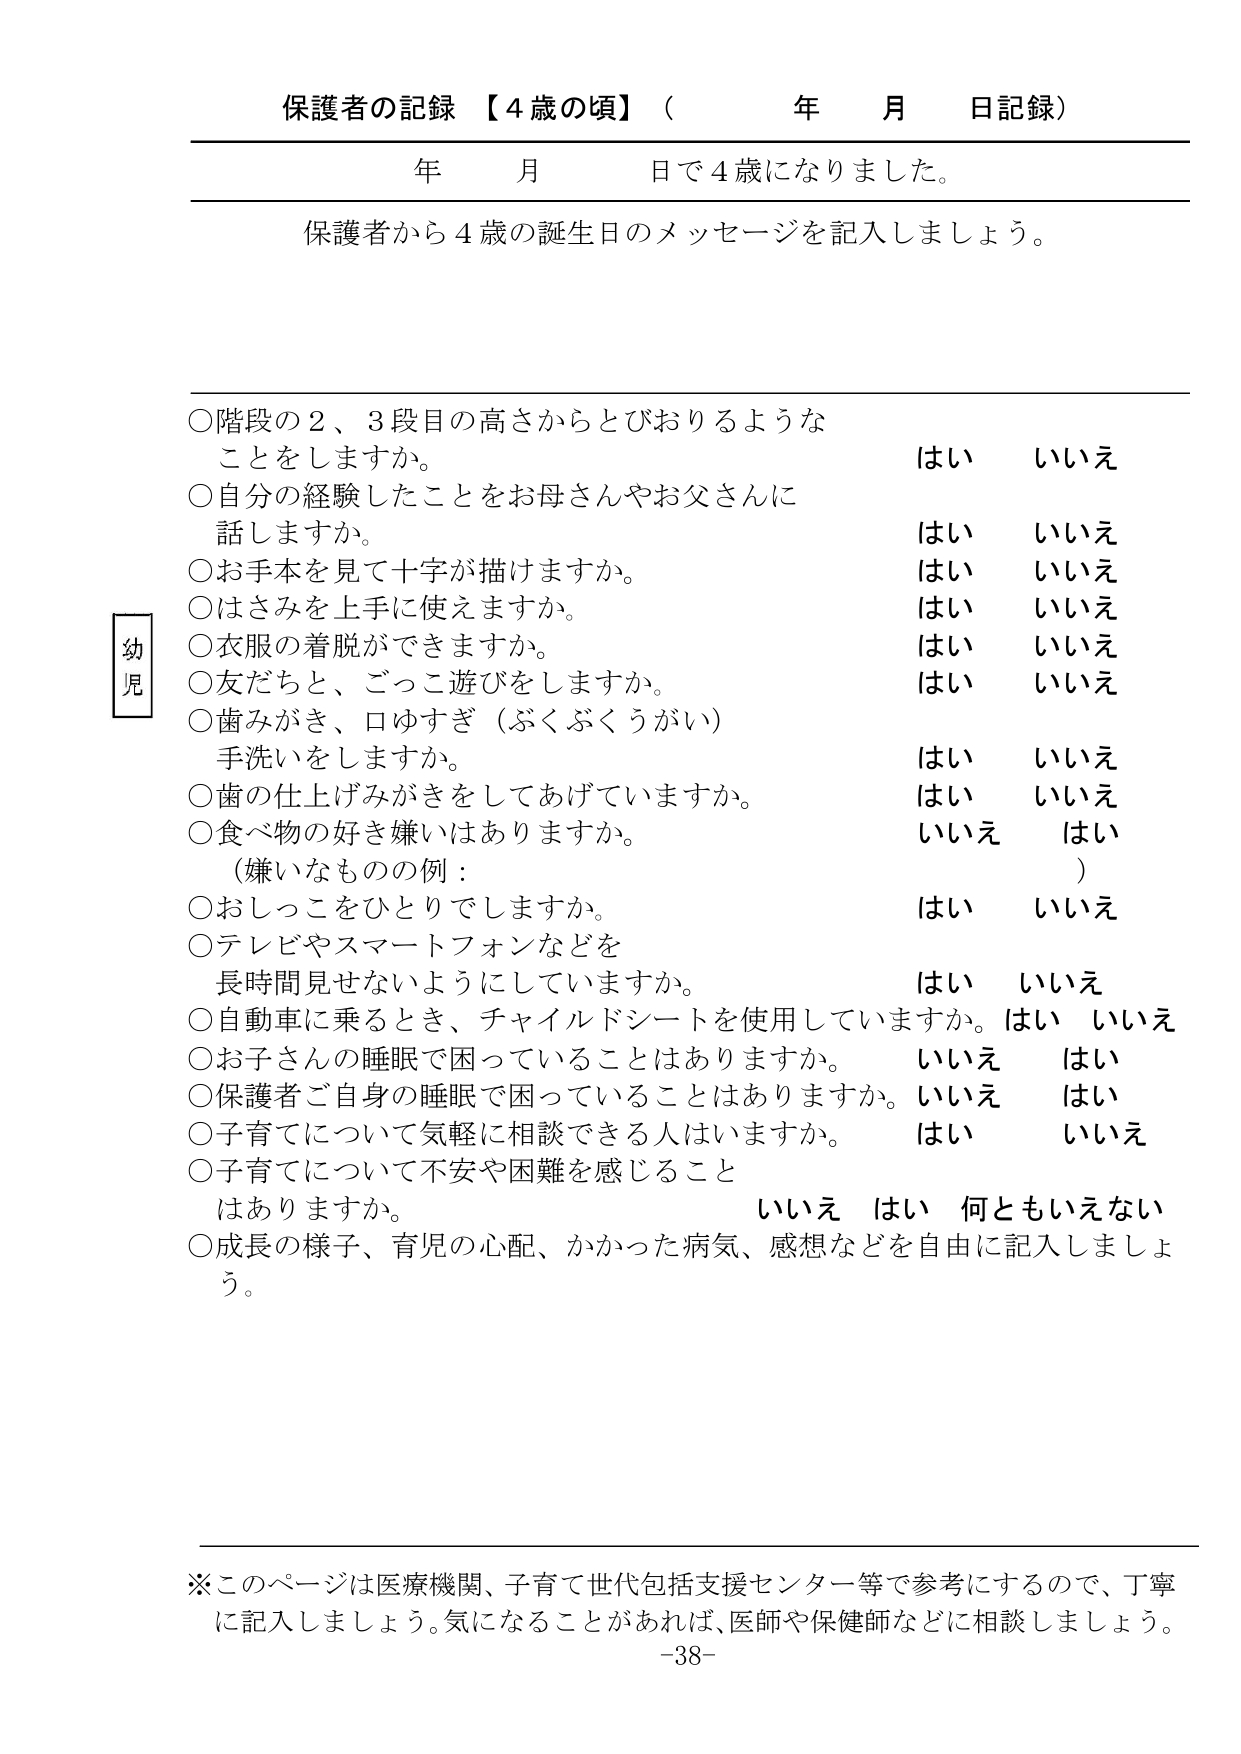 保護者の記録 【４歳の頃】（　　　　年　　月　　日記録）
年　　月　　　日で４歳になりました。
保護者から４歳の誕生日のメッセージを記入しましょう。
○階段の２、３段目の高さからとびおりるような
ことをしますか。　はい　いいえ
○自分の経験したことをお母さんやお父さんに
話しますか。　はい　いいえ
○お手本を見て十字が描けますか。　はい　いいえ
○はさみを上手に使えますか。　はい　いいえ
○衣服の着脱ができますか。　はい　いいえ
○友だちと、ごっこ遊びをしますか。　はい　いいえ
○歯みがき、口ゆすぎ（ぶくぶくうがい）
手洗いをしますか。　はい　いいえ
○歯の仕上げみがきをしてあげていますか。　はい　いいえ
○食べ物の好き嫌いはありますか。　いいえ　はい
（嫌いなものの例：　　　　）
○おしっこをひとりでしますか。　はい　いいえ
○テレビやスマートフォンなどを
長時間見せないようにしていますか。　はい　いいえ
○自動車に乗るとき、チャイルドシートを使用していますか。はい　いいえ
○お子さんの睡眠で困っていることはありますか。　いいえ　はい
○保護者ご自身の睡眠で困っていることはありますか。いいえ　はい
○子育てについて気軽に相談できる人はいますか。　はい　いいえ
○子育てについて不安や困難を感じること
はありますか。　いいえ　はい　何ともいえない
○成長の様子、育児の心配、かかった病気、感想などを自由に記入しましょ
う。
幼
児
※このページは医療機関、子育て世代包括支援センター等で参考にするので、丁寧
に記入しましょう。気になることがあれば、医師や保健師などに相談しましょう。
−38−